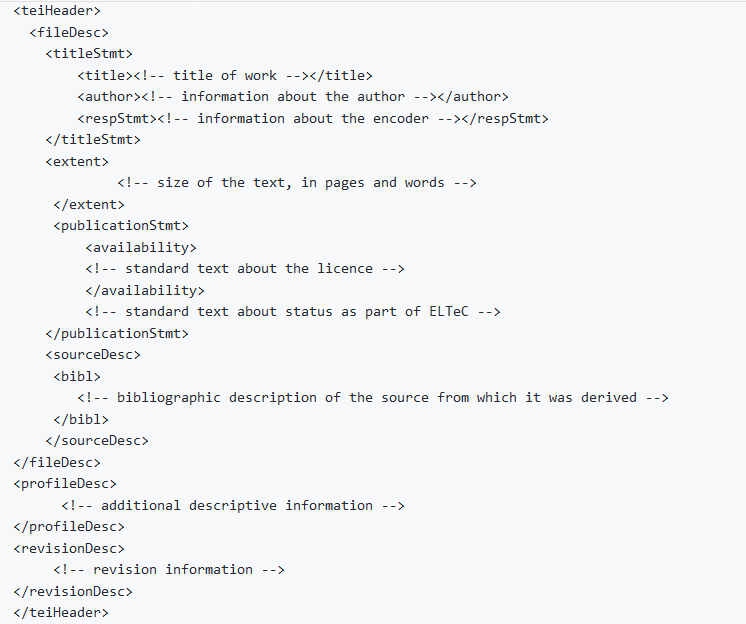 <teiHeader>
<fileDesc>
<titleStmt>
<title><!-- title of work --></title>
<author><!-- information about the author --></author>
<respStmt><!-- information about the encoder --></respStmt>
</titleStmt>
<extent>
<!-- size of the text, in pages and words -->
</extent>
<publicationStmt>
<availability>
<!-- standard text about the licence -->
</availability>
<!-- standard text about status as part of ELTeC -->
</publicationStmt>
<sourceDesc>
<bibl>
<!-- bibliographic description of the source from which it was derived -->
</bibl>
</sourceDesc>
</fileDesc>
<profileDesc>
<!-- additional descriptive information -->
</profileDesc>
<revisionDesc>
<!-- revision information -->
</revisionDesc>
</teiHeader>